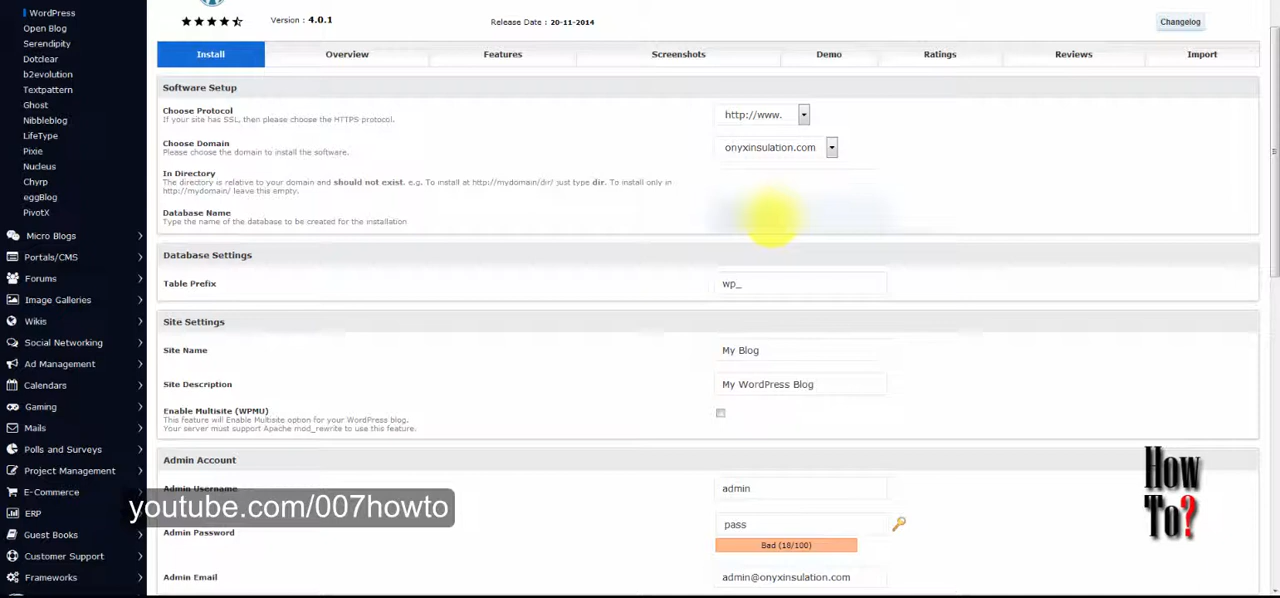 WordPress
Open Blog
Serendipity
Dotclear
b2evolution
Textpattern
Ghost
Nibbleblog
LifeType
Pixie
Nucleus
Chyrp
eggBlog
PivotX
Micro Blogs
Portals/CMS
Forums
Image Galleries
Wikis
Social Networking
Ad Management
Calendars
Gaming
Mails
Polls and Surveys
Project Management
E-Commerce
ERP
Guest Books
Customer Support
Frameworks
Version : 4.0.1
Release Date : 20-11-2014
Changelog
Install Overview Features Screenshots Demo Ratings Reviews Import
Software Setup
Choose Protocol
If your site has SSL, then please choose the HTTPS protocol.
http://www.
Choose Domain
Please choose the domain to install the software.
onyxinsulation.com
In Directory
The directory is relative to your domain and should not exist. e.g. To install at http://mydomain/dir/ just type dir. To install only in
http://mydomain/ leave this empty.
Database Name
Type the name of the database to be created for the installation
Database Settings
Table Prefix wp_
Site Settings
Site Name My Blog
Site Description My WordPress Blog
Enable Multisite (WPMU)
This feature will Enable Multisite option for your WordPress blog.
Your server must support Apache mod_rewrite to use this feature.
Admin Account
Admin Username admin
Admin Password pass
Bad (18/100)
Admin Email admin@onyxinsulation.com
youtube.com/007howto
How
To?